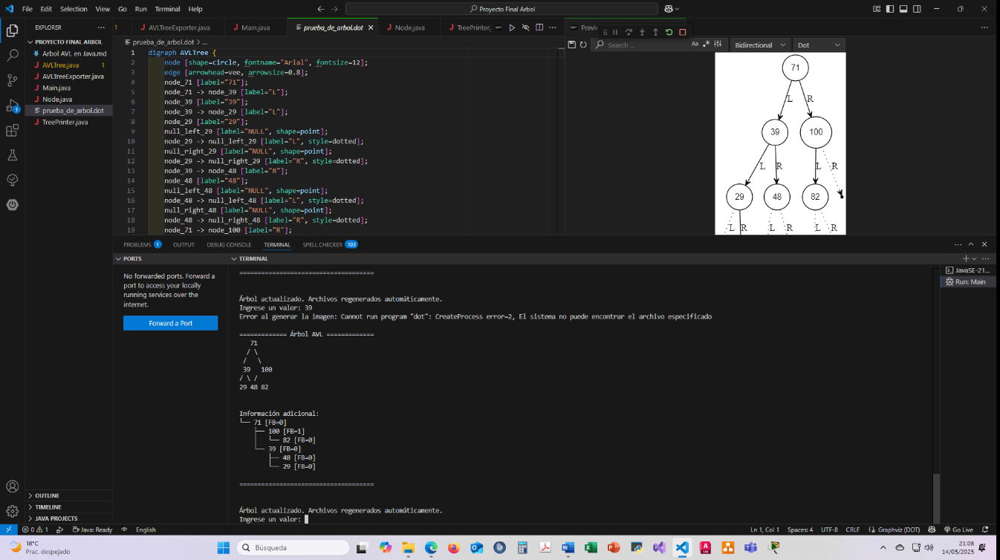 File Edit Selection View Go Run Terminal Help
Proyecto Final Arbol
EXPLORER
PROYECTO FINAL ARBOL
Arbol AVL en Java.md
AVLTree.java 1
AVLTreeExporter.java
Main.java
Node.java
prueba_de_arbol.dot
TreePrinter.java
OUTLINE
TIMELINE
JAVA PROJECTS
1 AVLTreeExporter.java Main.java prueba_de_arbol.dot Node.java TreePrinter. DOT
prueba_de_arbol.dot > ...
1 digraph AVLTree {
2 node [shape=circle, fontname="Arial", fontsize=12];
3 edge [arrowhead=vee, arrowsize=0.8];
4 node_71 [label="71"];
5 node_71 -> node_39 [label="L"];
6 node_39 [label="39"];
7 node_39 -> node_29 [label="L"];
8 node_29 [label="29"];
9 null_left_29 [label="NULL", shape=point];
10 node_29 -> null_left_29 [label="L", style=dotted];
11 null_right_29 [label="NULL", shape=point];
12 node_29 -> null_right_29 [label="R", style=dotted];
13 node_39 -> node_48 [label="R"];
14 node_48 [label="48"];
15 null_left_48 [label="NULL", shape=point];
16 node_48 -> null_left_48 [label="L", style=dotted];
17 null_right_48 [label="NULL", shape=point];
18 node_48 -> null_right_48 [label="R", style=dotted];
19 node_71 -> node_100 [label="R"];
DOT Previ
Search ... Aa .* Bidirectional Dot
71
L R
39 100
L R L R
29 48 82
L R L R L R
PROBLEMS 1 OUTPUT DEBUG CONSOLE TERMINAL SPELL CHECKER 103
PORTS
No forwarded ports. Forward a
port to access your locally
running services over the
internet.
Forward a Port
TERMINAL
=====================================
Árbol actualizado. Archivos regenerados automáticamente.
Ingrese un valor: 39
Error al generar la imagen: Cannot run program "dot": CreateProcess error=2, El sistema no puede encontrar el archivo especificado
============= Árbol AVL =============
71
/ \
/ \
39 100
/ \ /
29 48 82
Información adicional:
└── 71 [FB=0]
├── 100 [FB=1]
│ └── 82 [FB=0]
└── 39 [FB=0]
├── 48 [FB=0]
└── 29 [FB=0]
=====================================
Árbol actualizado. Archivos regenerados automáticamente.
Ingrese un valor:
JavaSE-21...
Run: Main
0 1 Java: Ready English
Ln 1, Col 1 Spaces: 4 UTF-8 CRLF Graphviz (DOT) Go Live
18°C
Prac. despejado
Búsqueda
21:08
14/05/2025